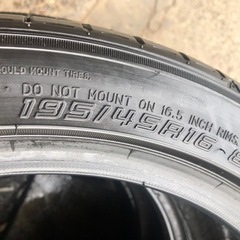 OULD MOUNT TIRES.
DO NOT MOUNT ON 16.5 INCH RIMS.
195/45R16